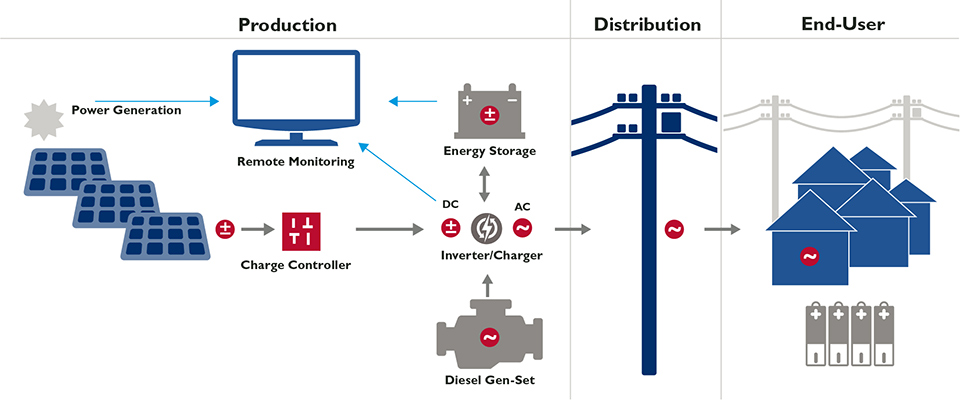 Production
Distribution
End-User
Power Generation
Remote Monitoring
Energy Storage
DC
AC
Charge Controller
Inverter/Charger
Diesel Gen-Set